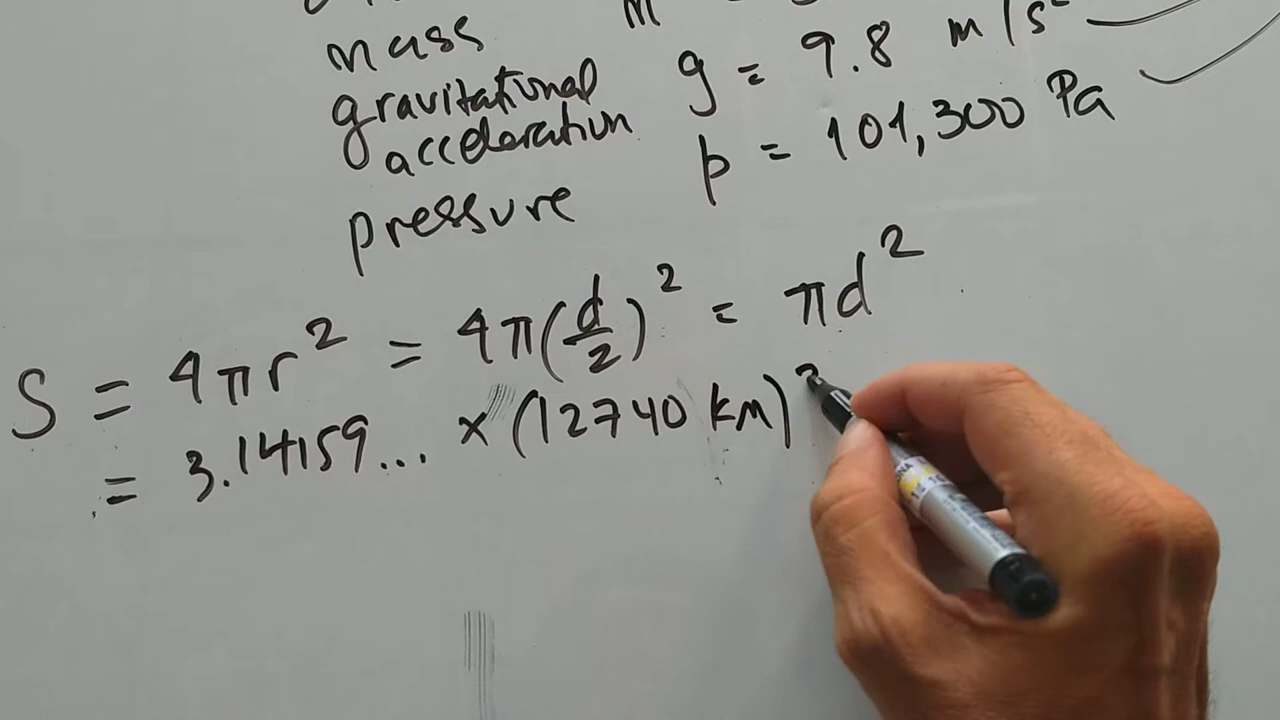 mass m
gravitational acceleration g = 9.8 m/s²
pressure p = 101,300 Pa
S = 4πr² = 4π(d/2)² = πd²
= 3.14159... × (12740 km)²